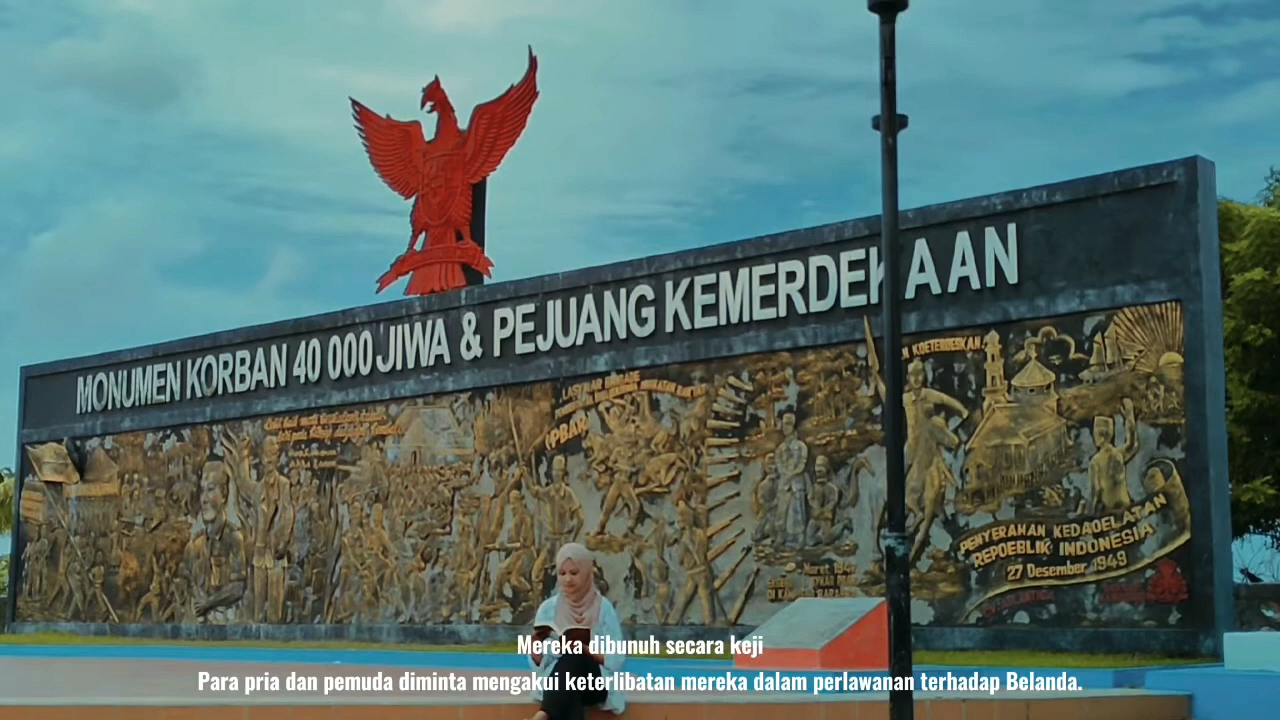 MONUMEN KORBAN 40 000 JIWA & PEJUANG KEMERDEKAAN
PENYERAHAN KEDAOELATAN
REPOEBLIK INDONESIA
27 Desember 1949
Mereka dibunuh secara keji
Para pria dan pemuda diminta mengakui keterlibatan mereka dalam perlawanan terhadap Belanda.